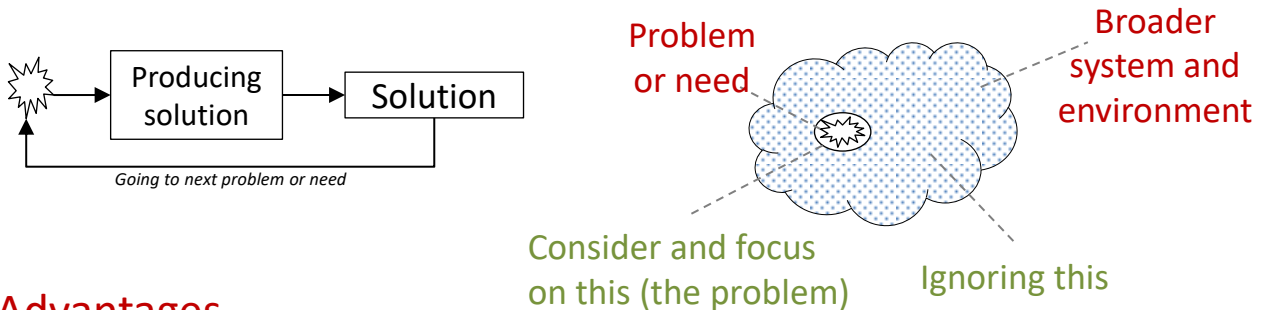 Producing
solution
Solution
Going to next problem or need
Problem
or need
Broader
system and
environment
Consider and focus
on this (the problem)
Ignoring this
Advantages